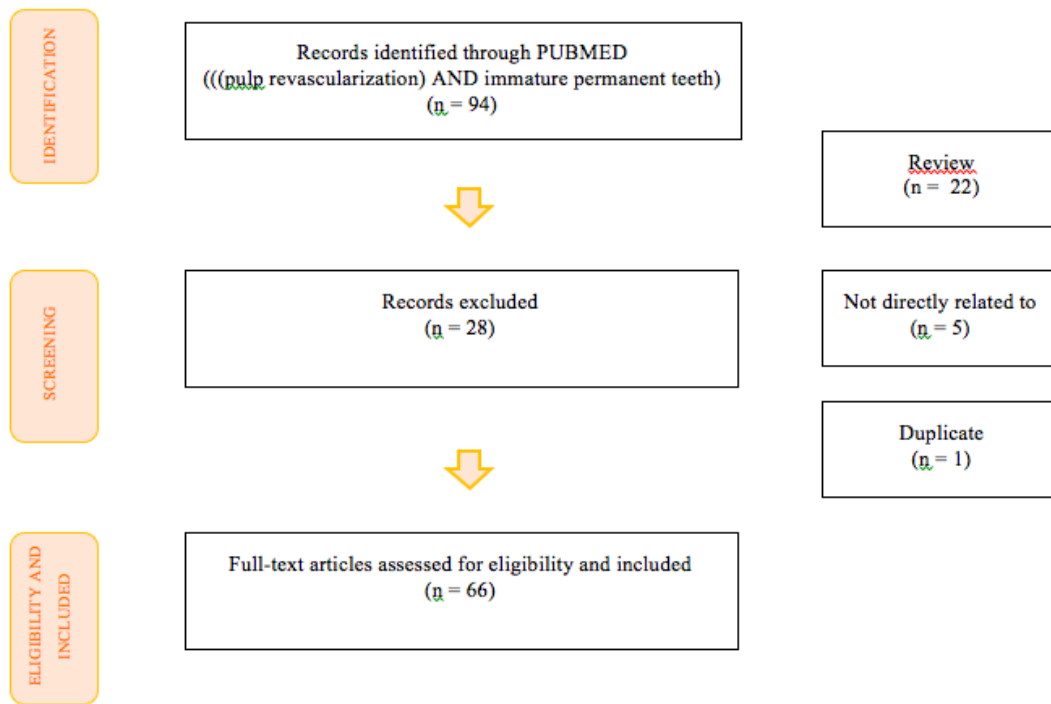 IDENTIFICATION
Records identified through PUBMED
(((pulp revascularization) AND immature permanent teeth)
(n = 94)
Review
(n = 22)
SCREENING
Records excluded
(n = 28)
Not directly related to
(n = 5)
Duplicate
(n = 1)
ELIGIBILITY AND
INCLUDED
Full-text articles assessed for eligibility and included
(n = 66)